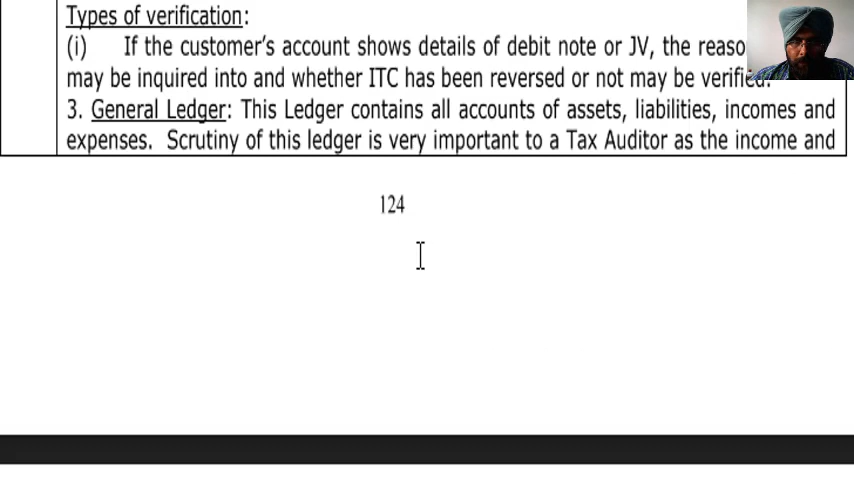 Types of verification:
(i) If the customer's account shows details of debit note or JV, the
may be inquired into and whether ITC has been reversed or not may be verified.
3. General Ledger: This Ledger contains all accounts of assets, liabilities, incomes and
expenses. Scrutiny of this ledger is very important to a Tax Auditor as the income and
124